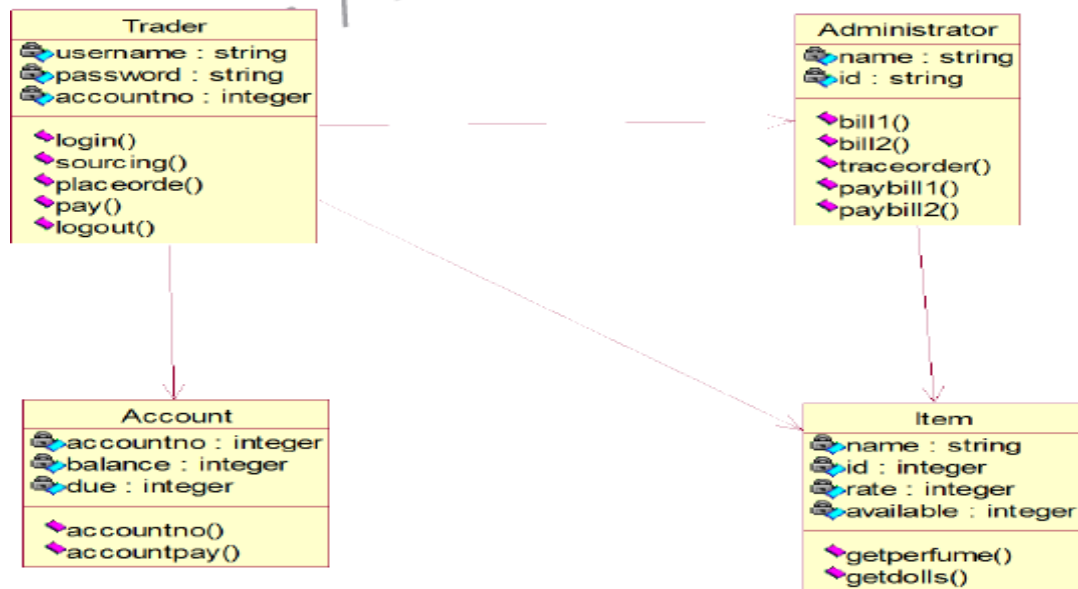 Trader
username : string
password : string
accountno : integer
login()
sourcing()
placeorde()
pay()
logout()
Administrator
name : string
id : string
bill1()
bill2()
traceorder()
paybill1()
paybill2()
Account
accountno : integer
balance : integer
due : integer
accountno()
accountpay()
Item
name : string
id : integer
rate : integer
available : integer
getperfume()
getdolls()